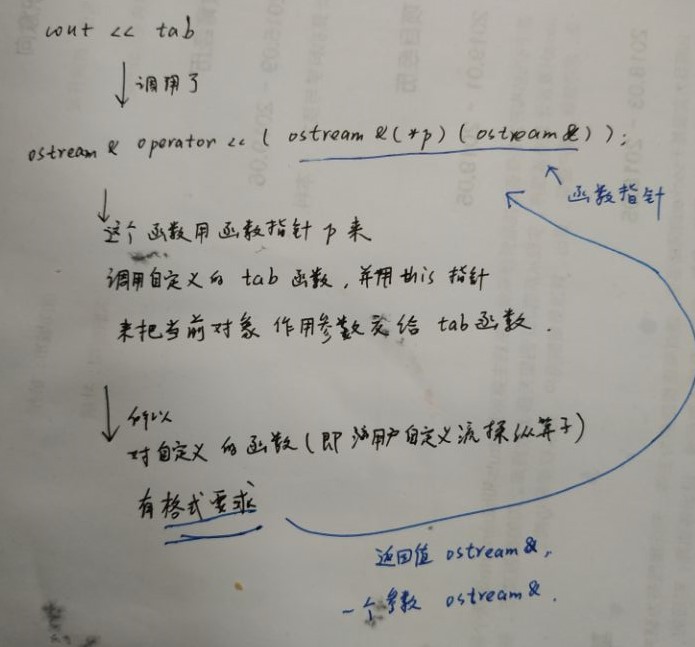 cout << tab
调用了
ostream & operator << ( ostream &(*p) ( ostream & ) ) ;
函数指针
这个函数用函数指针 p 来
调用自定义的 tab 函数,并用 this 指针
来把当前对象 作用参数交给 tab函数 .
所以
对自定义的函数(即 用户自定义流操纵算子)
有格式要求
返回值 ostream &,
一个参数 ostream & .